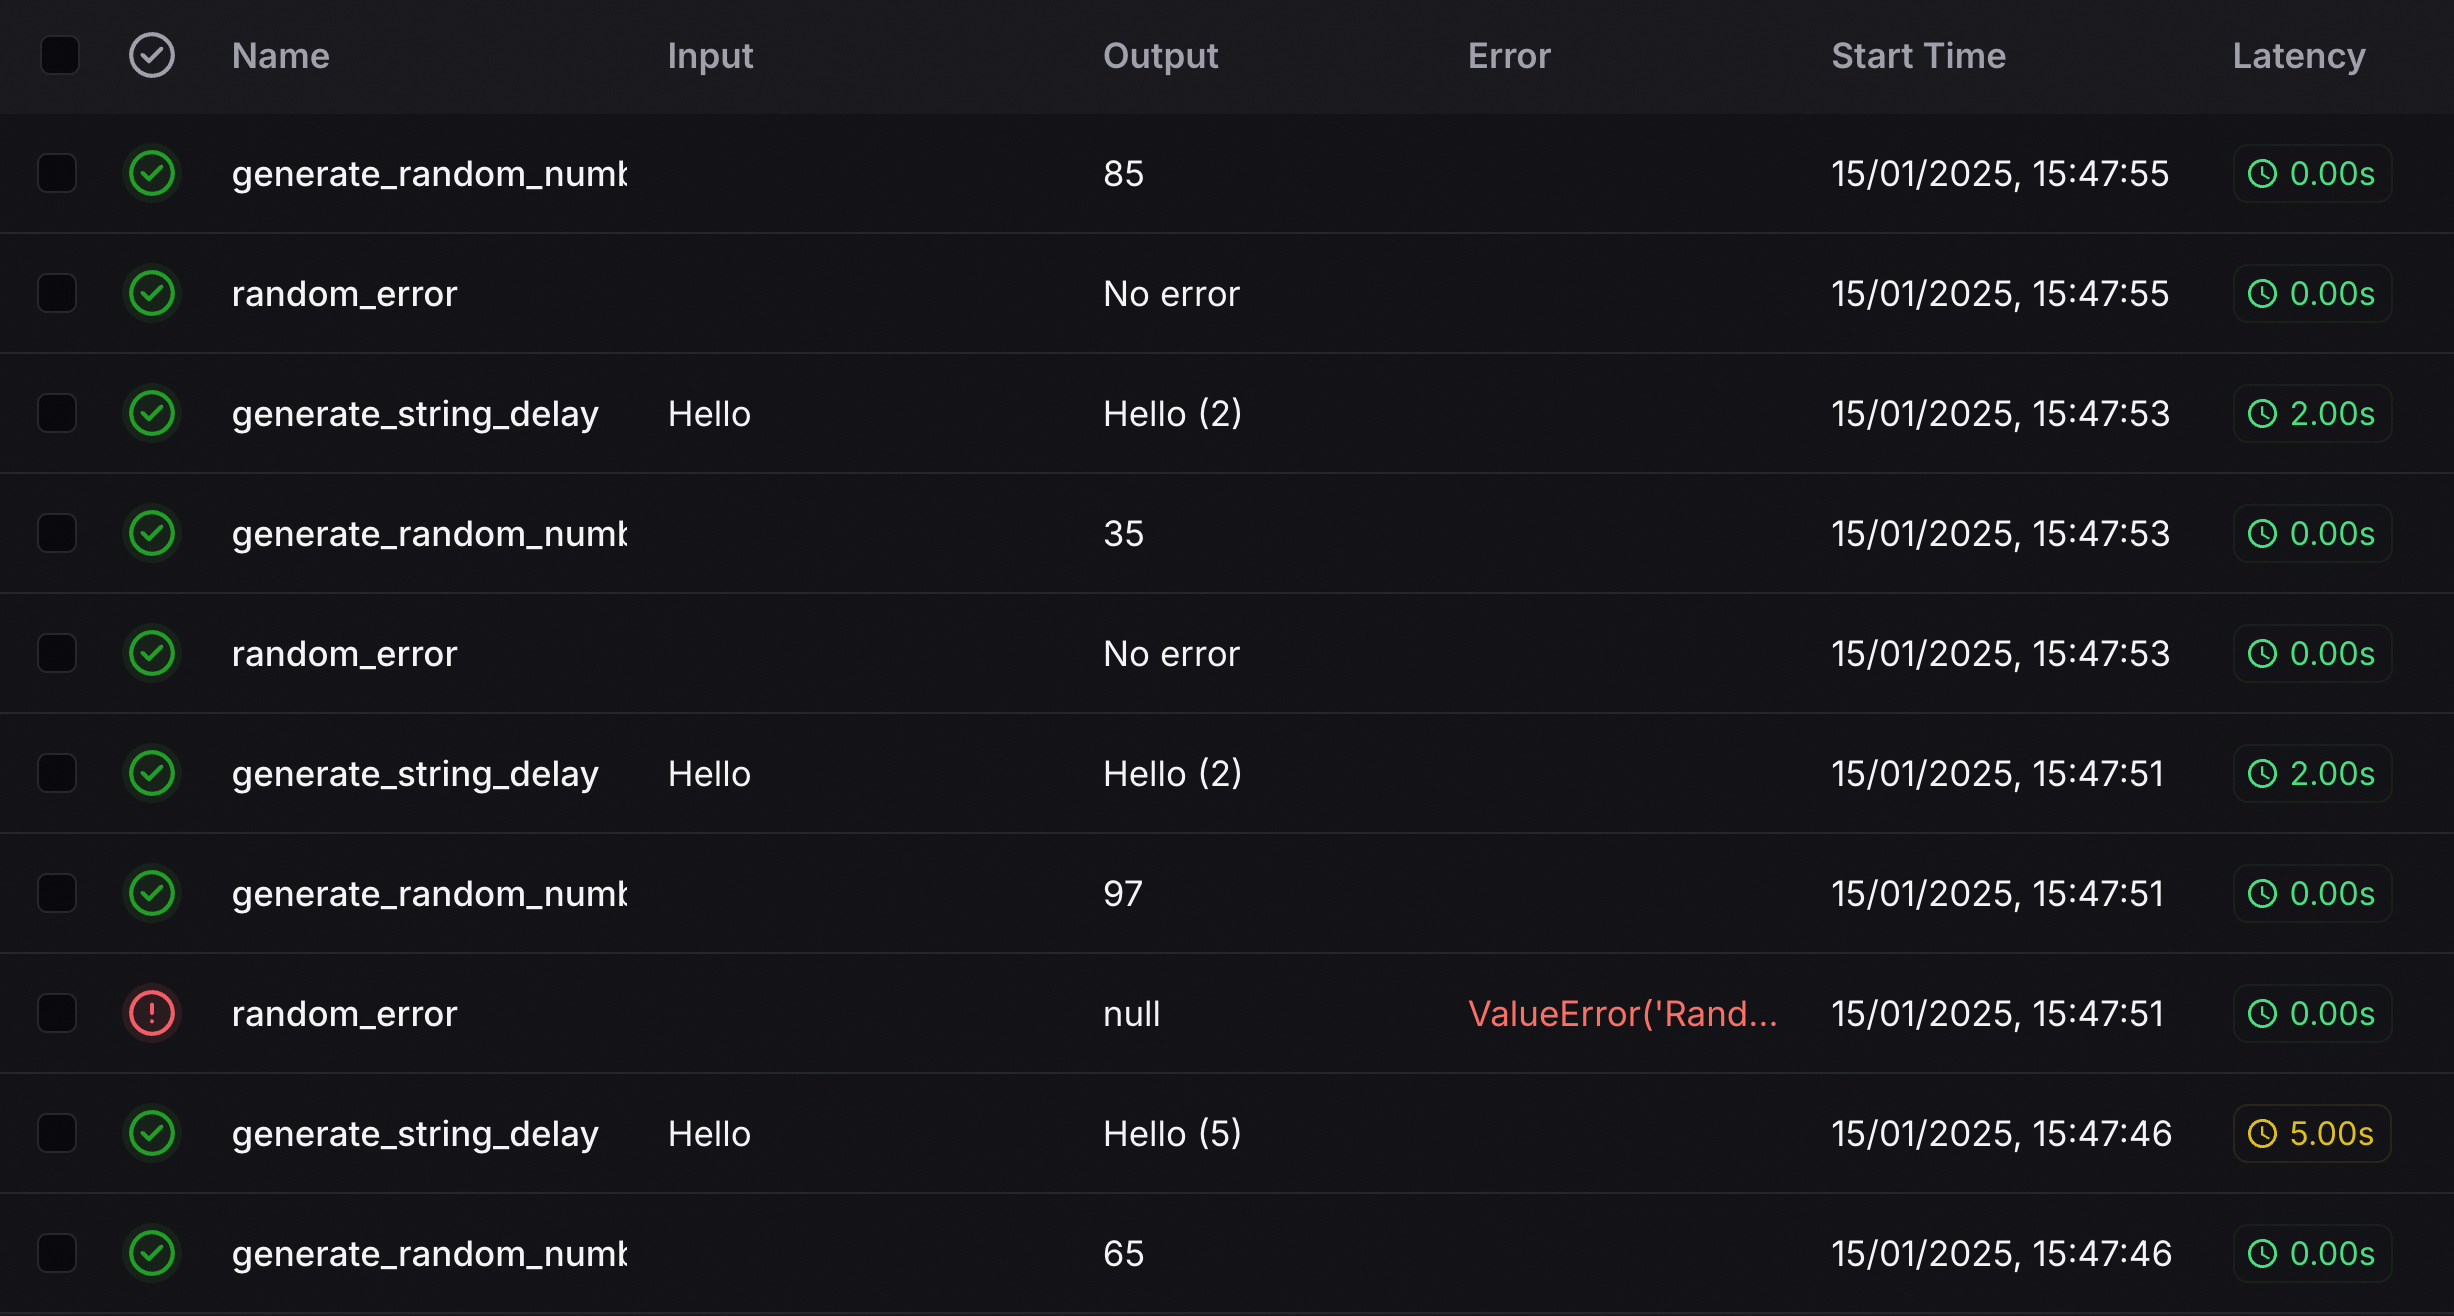 Name Input Output Error Start Time Latency
generate_random_numb 85 15/01/2025, 15:47:55 0.00s
random_error No error 15/01/2025, 15:47:55 0.00s
generate_string_delay Hello Hello (2) 15/01/2025, 15:47:53 2.00s
generate_random_numb 35 15/01/2025, 15:47:53 0.00s
random_error No error 15/01/2025, 15:47:53 0.00s
generate_string_delay Hello Hello (2) 15/01/2025, 15:47:51 2.00s
generate_random_numb 97 15/01/2025, 15:47:51 0.00s
random_error null ValueError('Rand... 15/01/2025, 15:47:51 0.00s
generate_string_delay Hello Hello (5) 15/01/2025, 15:47:46 5.00s
generate_random_numb 65 15/01/2025, 15:47:46 0.00s